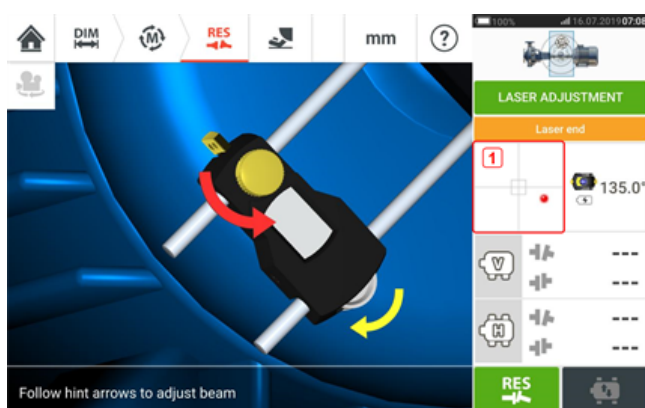 DIM
M
RES
mm
?
100%
16.07.2019 07:08
LASER ADJUSTMENT
Laser end
1
135.0°
V
---
---
H
---
---
Follow hint arrows to adjust beam
RES